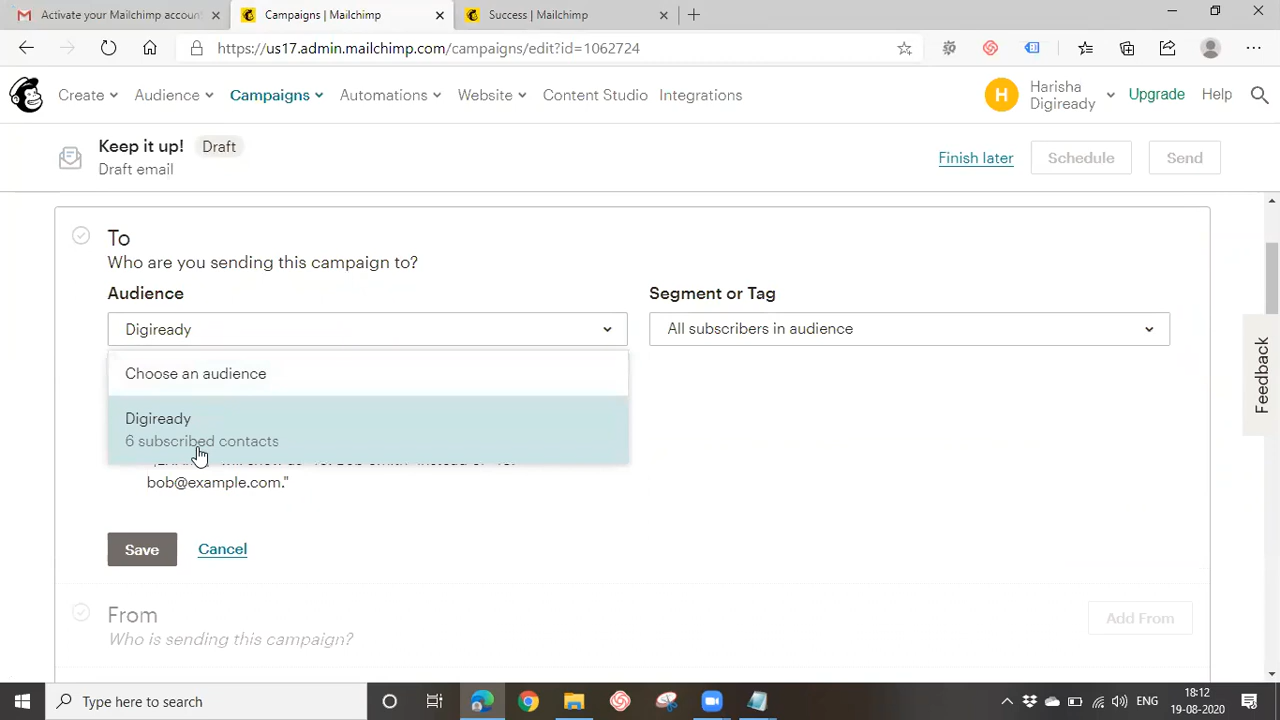 Activate your Mailchimp account
Campaigns | Mailchimp
Success | Mailchimp
https://us17.admin.mailchimp.com/campaigns/edit?id=1062724
Create
Audience
Campaigns
Automations
Website
Content Studio
Integrations
H
Harisha
Digiready
Upgrade
Help
Keep it up!
Draft
Draft email
Finish later
Schedule
Send
To
Who are you sending this campaign to?
Audience
Segment or Tag
Digiready
All subscribers in audience
Choose an audience
Digiready
6 subscribed contacts
bob@example.com."
Save
Cancel
From
Who is sending this campaign?
Add From
Feedback
Type here to search
ENG
18:12
19-08-2020